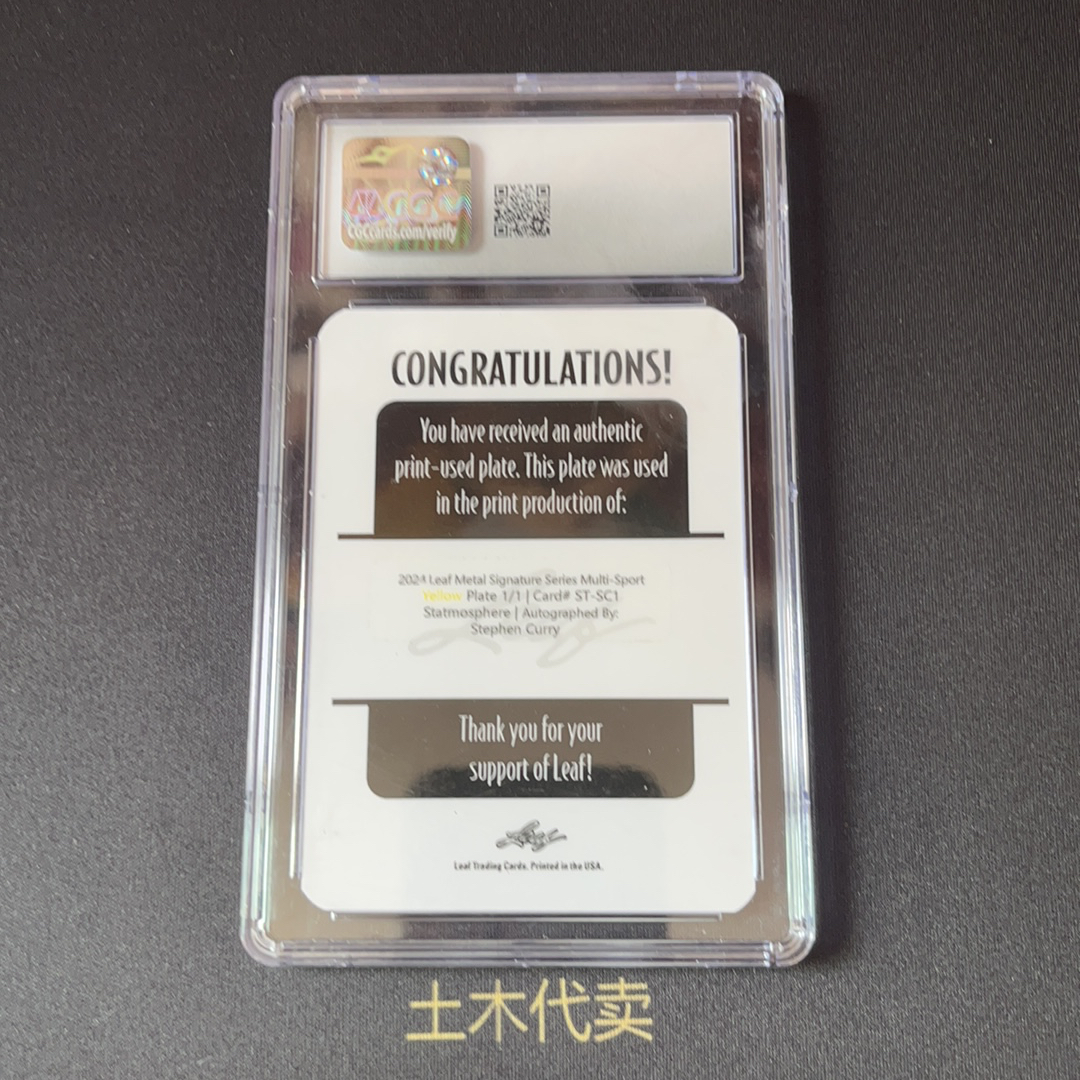 CGC
CGCcards.com/verify
CONGRATULATIONS!
You have received an authentic
print-used plate. This plate was used
in the print production of:
2024 Leaf Metal Signature Series Multi-Sport
Yellow Plate 1/1 | Card# ST-SC1
Statmosphere | Autographed By:
Stephen Curry
Thank you for your
support of Leaf!
Leaf
Leaf Trading Cards. Printed in the USA.
土木代卖